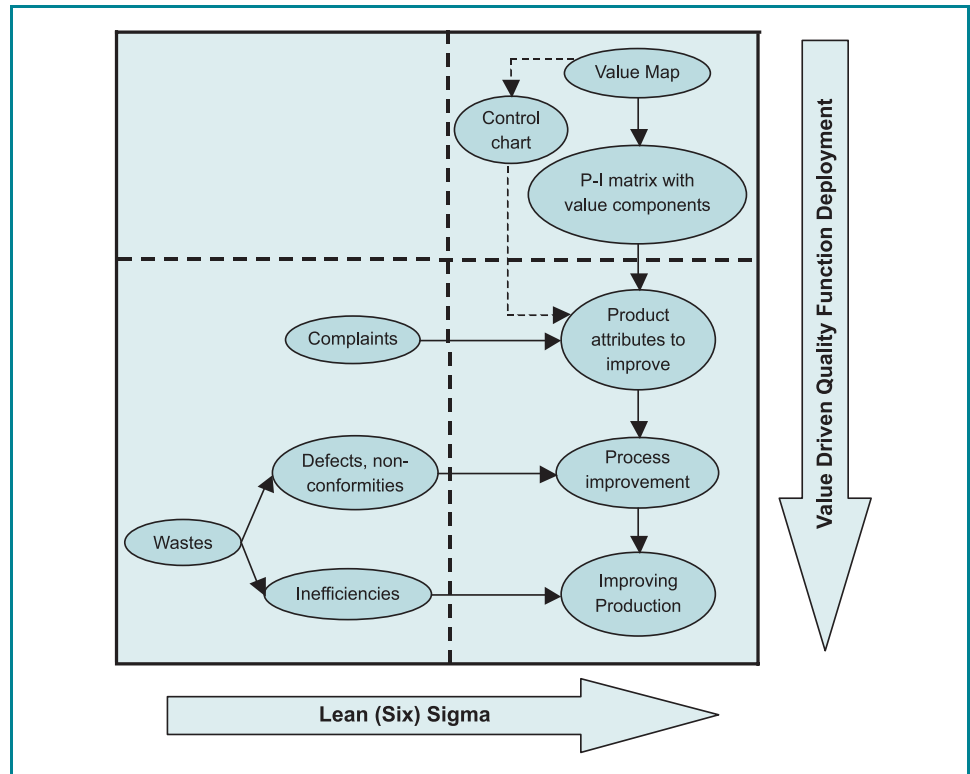 Value Map
Control
chart
P-I matrix with
value components
Product
attributes to
improve
Complaints
Defects, non-
conformities
Process
improvement
Wastes
Inefficiencies
Improving
Production
Lean (Six) Sigma
Value Driven Quality Function Deployment